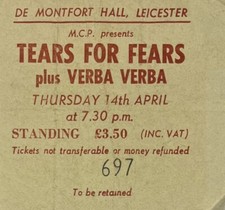 DE MONTFORT HALL, LEICESTER
M.C.P. presents
TEARS FOR FEARS
plus VERBA VERBA
THURSDAY 14th APRIL
at 7.30 p.m.
STANDING £3.50 (INC. VAT)
Tickets not transferable or money refunded
697
To be retained